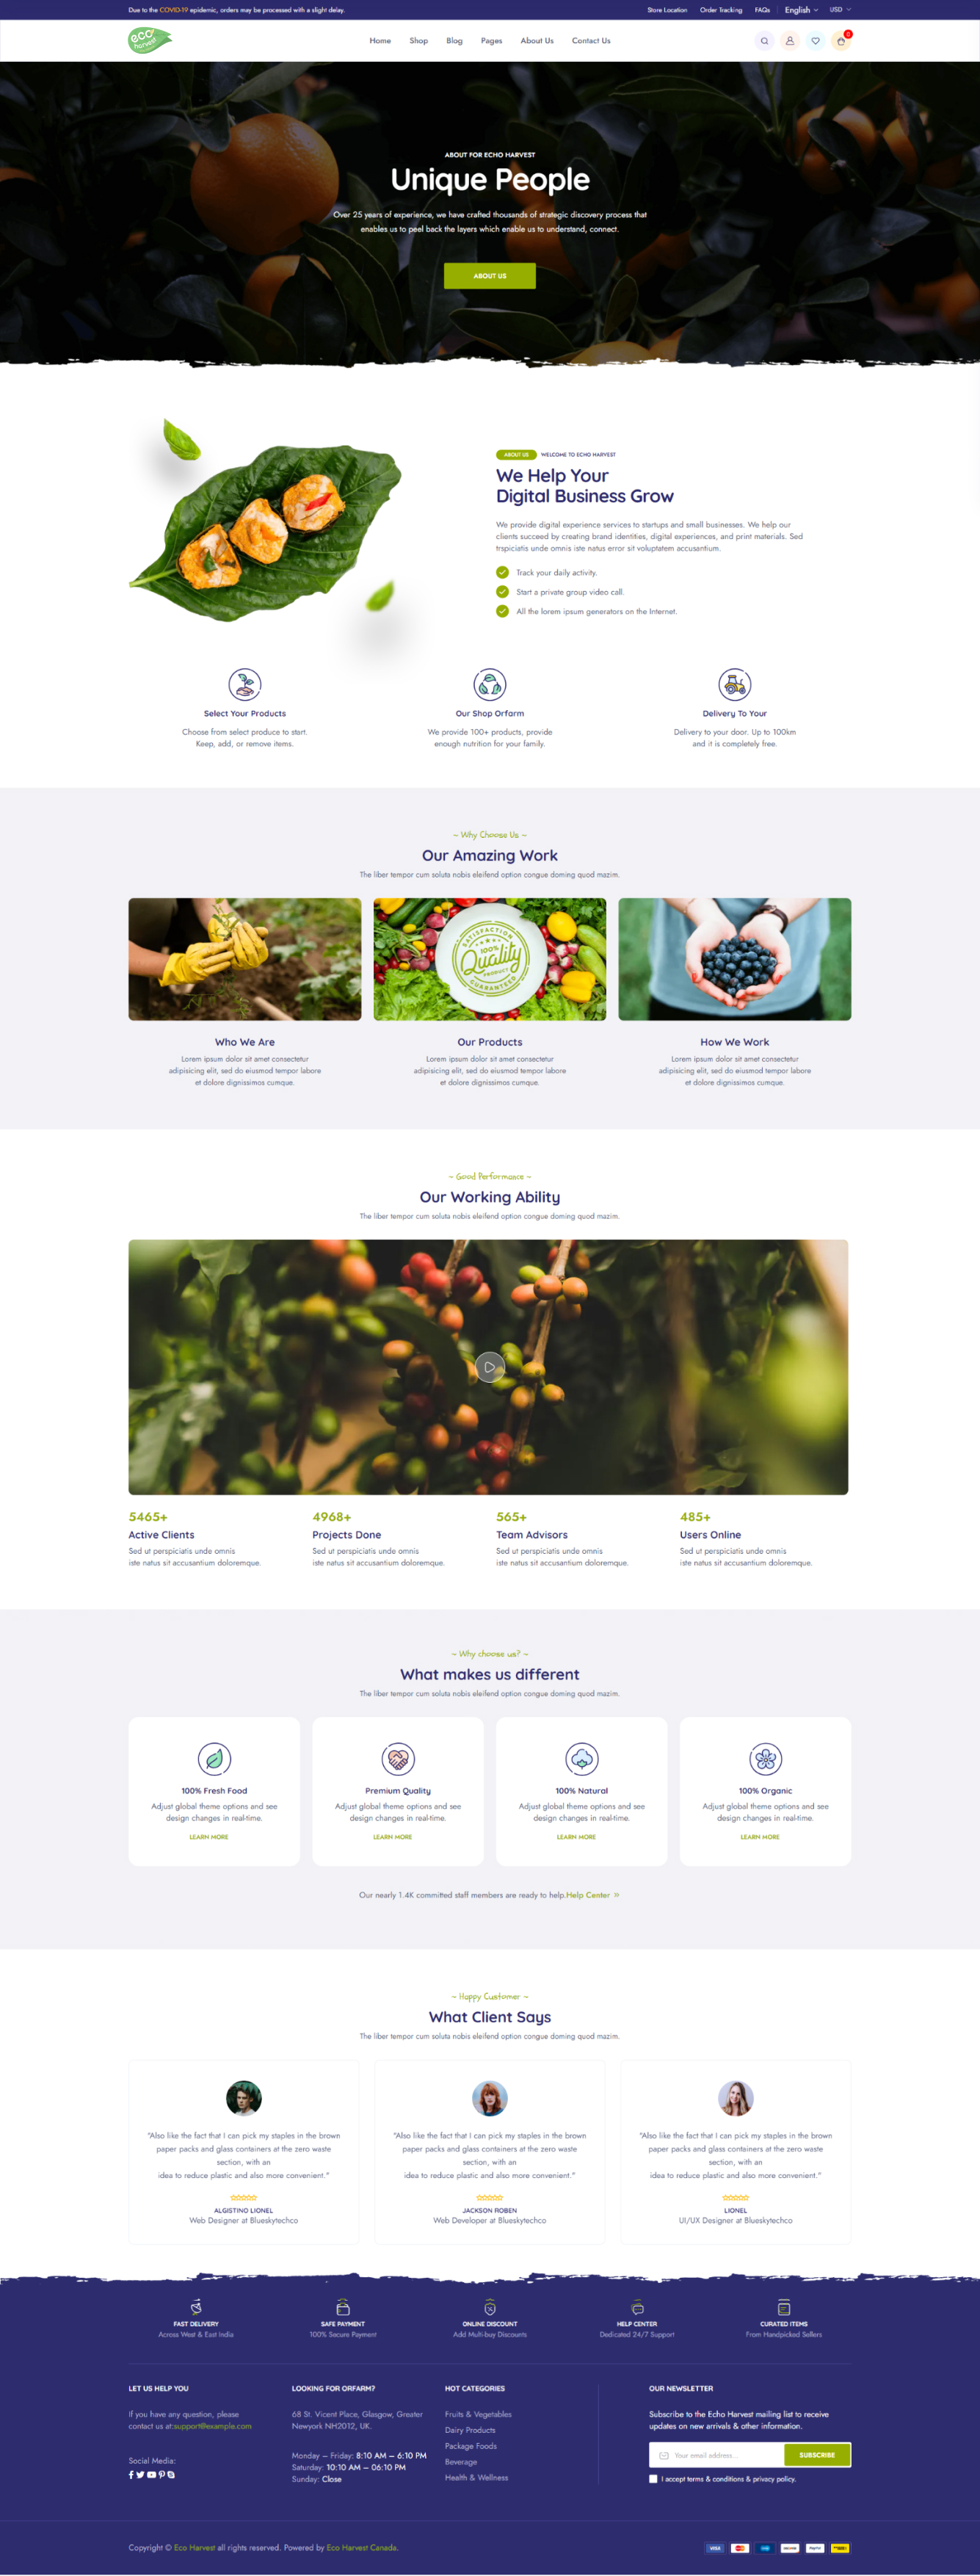 Due to the COVID-19 epidemic, orders may be processed with a slight delay.
Store Location Order Tracking FAQs English USD
eco
harvest
Home Shop Blog Pages About Us Contact Us
0
ABOUT FOR ECHO HARVEST
Unique People
Over 25 years of experience, we have crafted thousands of strategic discovery process that
enables us to peel back the layers which enable us to understand, connect.
ABOUT US
ABOUT US WELCOME TO ECHO HARVEST
We Help Your
Digital Business Grow
We provide digital experience services to startups and small businesses. We help our
clients succeed by creating brand identities, digital experiences, and print materials. Sed
trspiciatis unde omnis iste natus error sit voluptatem accusantium.
Track your daily activity.
Start a private group video call.
All the lorem ipsum generators on the Internet.
Select Your Products
Choose from select produce to start.
Keep, add, or remove items.
Our Shop Orfarm
We provide 100+ products, provide
enough nutrition for your family.
Delivery To Your
Delivery to your door. Up to 100km
and it is completely free.
~ Why Choose Us ~
Our Amazing Work
The liber tempor cum soluta nobis eleifend option congue doming quod mazim.
SATISFACTION
100%
Quality
PRODUCT
GUARANTEED
Who We Are
Lorem ipsum dolor sit amet consectetur
adipisicing elit, sed do eiusmod tempor labore
et dolore dignissimos cumque.
Our Products
Lorem ipsum dolor sit amet consectetur
adipisicing elit, sed do eiusmod tempor labore
et dolore dignissimos cumque.
How We Work
Lorem ipsum dolor sit amet consectetur
adipisicing elit, sed do eiusmod tempor labore
et dolore dignissimos cumque.
~ Good Performance ~
Our Working Ability
The liber tempor cum soluta nobis eleifend option congue doming quod mazim.
5465+
Active Clients
Sed ut perspiciatis unde omnis
iste natus sit accusantium doloremque.
4968+
Projects Done
Sed ut perspiciatis unde omnis
iste natus sit accusantium doloremque.
565+
Team Advisors
Sed ut perspiciatis unde omnis
iste natus sit accusantium doloremque.
485+
Users Online
Sed ut perspiciatis unde omnis
iste natus sit accusantium doloremque.
~ Why choose us? ~
What makes us different
The liber tempor cum soluta nobis eleifend option congue doming quod mazim.
100% Fresh Food
Adjust global theme options and see
design changes in real-time.
LEARN MORE
Premium Quality
Adjust global theme options and see
design changes in real-time.
LEARN MORE
100% Natural
Adjust global theme options and see
design changes in real-time.
LEARN MORE
100% Organic
Adjust global theme options and see
design changes in real-time.
LEARN MORE
Our nearly 1.4K committed staff members are ready to help.Help Center »
~ Happy Customer ~
What Client Says
The liber tempor cum soluta nobis eleifend option congue doming quod mazim.
"Also like the fact that I can pick my staples in the brown
paper packs and glass containers at the zero waste
section, with an
idea to reduce plastic and also more convenient."
ALGISTINO LIONEL
Web Designer at Blueskytechco
"Also like the fact that I can pick my staples in the brown
paper packs and glass containers at the zero waste
section, with an
idea to reduce plastic and also more convenient."
JACKSON ROBEN
Web Developer at Blueskytechco
"Also like the fact that I can pick my staples in the brown
paper packs and glass containers at the zero waste
section, with an
idea to reduce plastic and also more convenient."
LIONEL
UI/UX Designer at Blueskytechco
FAST DELIVERY
Across West & East India
SAFE PAYMENT
100% Secure Payment
ONLINE DISCOUNT
Add Multi-buy Discounts
HELP CENTER
Dedicated 24/7 Support
CURATED ITEMS
From Handpicked Sellers
LET US HELP YOU
If you have any question, please
contact us at:support@example.com
Social Media:
LOOKING FOR ORFARM?
68 St. Vicent Place, Glasgow, Greater
Newyork NH2012, UK.
Monday – Friday: 8:10 AM – 6:10 PM
Saturday: 10:10 AM – 06:10 PM
Sunday: Close
HOT CATEGORIES
Fruits & Vegetables
Dairy Products
Package Foods
Beverage
Health & Wellness
OUR NEWSLETTER
Subscribe to the Echo Harvest mailing list to receive
updates on new arrivals & other information.
Your email address...
SUBSCRIBE
I accept terms & conditions & privacy policy.
Copyright © Eco Harvest all rights reserved. Powered by Eco Harvest Canada.
VISA